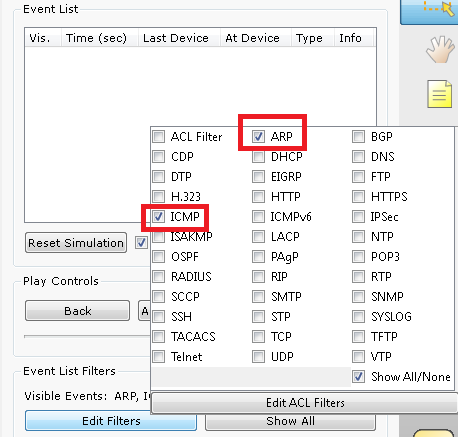 Event List
Vis. Time (sec) Last Device At Device Type Info
ACL Filter ARP BGP
CDP DHCP DNS
DTP EIGRP FTP
H.323 HTTP HTTPS
ICMP ICMPv6 IPSec
Reset Simulation ISAKMP LACP NTP
OSPF PAgP POP3
Play Controls RADIUS RIP RTP
SCCP SMTP SNMP
Back A SSH STP SYSLOG
TACACS TCP TFTP
Telnet UDP VTP
Event List Filters Show All/None
Visible Events: ARP, IC
Edit ACL Filters
Edit Filters Show All